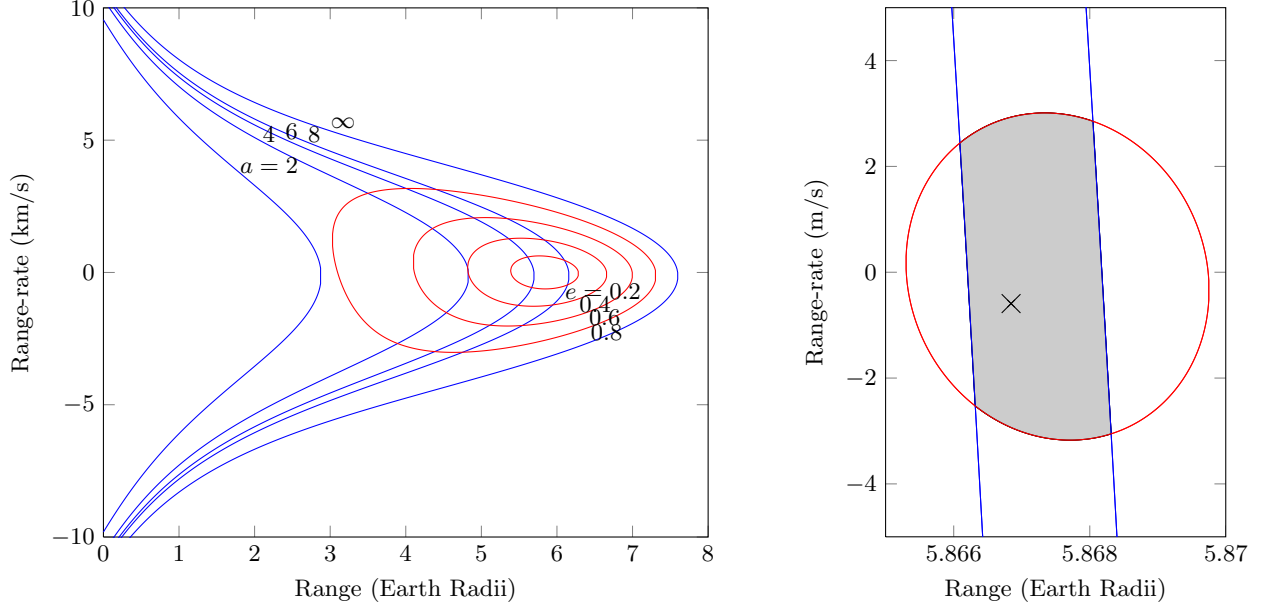 10
5
0
−5
−10
Range-rate (km/s)
∞
4 6 8
a = 2
e = 0.2
0.4
0.6
0.8
0 1 2 3 4 5 6 7 8
Range (Earth Radii)
4
2
0
−2
−4
Range-rate (m/s)
5.866 5.868 5.87
Range (Earth Radii)